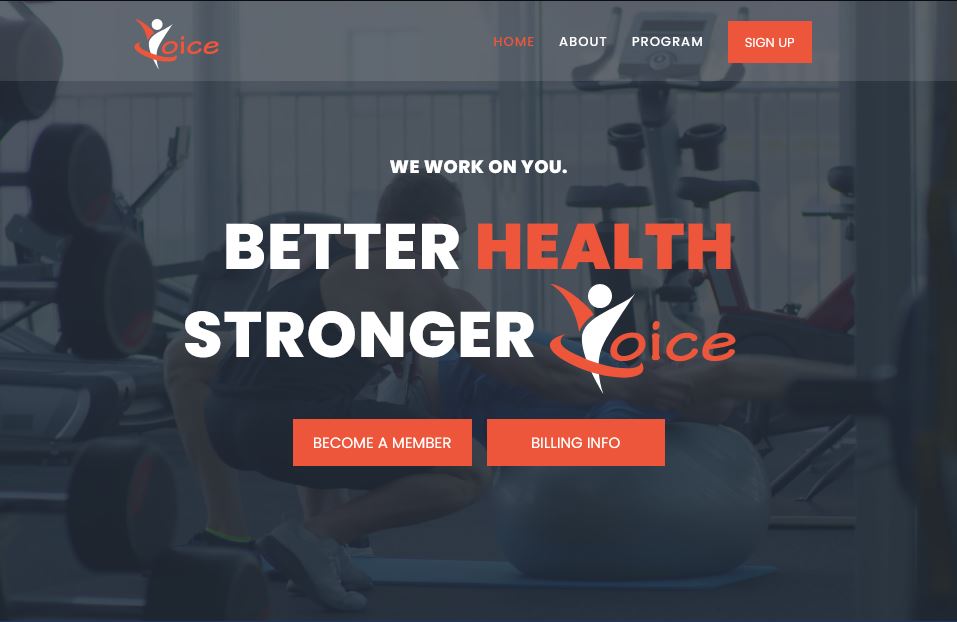 Voice
HOME ABOUT PROGRAM SIGN UP
WE WORK ON YOU.
BETTER HEALTH
STRONGER Voice
BECOME A MEMBER BILLING INFO